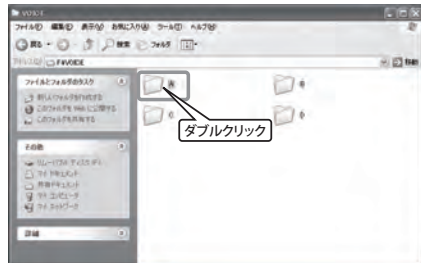 VOICE
ファイル(F) 編集(E) 表示(V) お気に入り(A) ツール(T) ヘルプ(H)
戻る 検索 フォルダ
F:¥VOICE 移動
ファイルとフォルダのタスク
新しいフォルダを作成する
このフォルダを Web に公開する
このフォルダを共有する
A
B
C
D
ダブルクリック
その他
リムーバブル ディスク (F:)
マイ ドキュメント
共有ドキュメント
マイ コンピュータ
マイ ネットワーク
詳細